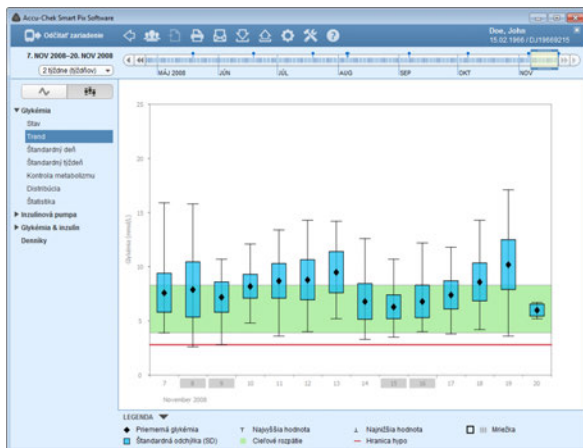 Accu-Chek Smart Pix Software
Odčítať zariadenie
Doe, John
15.02.1966 / DJ19669215
7. NOV 2008–20. NOV 2008
2 týždne (týždňov)
MÁJ 2008 JÚN JÚL AUG SEP OKT NOV
Glykémia
Stav
Trend
Štandardný deň
Štandardný týždeň
Kontrola metabolizmu
Distribúcia
Štatistika
Inzulínová pumpa
Glykémia & inzulín
Denníky
Glykémia (mmol/L)
25
20
15
10
5
0
7 8 9 10 11 12 13 14 15 16 17 18 19 20
November 2008
LEGENDA
Priemerná glykémia Najvyššia hodnota Najnižšia hodnota Mriežka
Štandardná odchýlka (SD) Cieľové rozpätie Hranica hypo